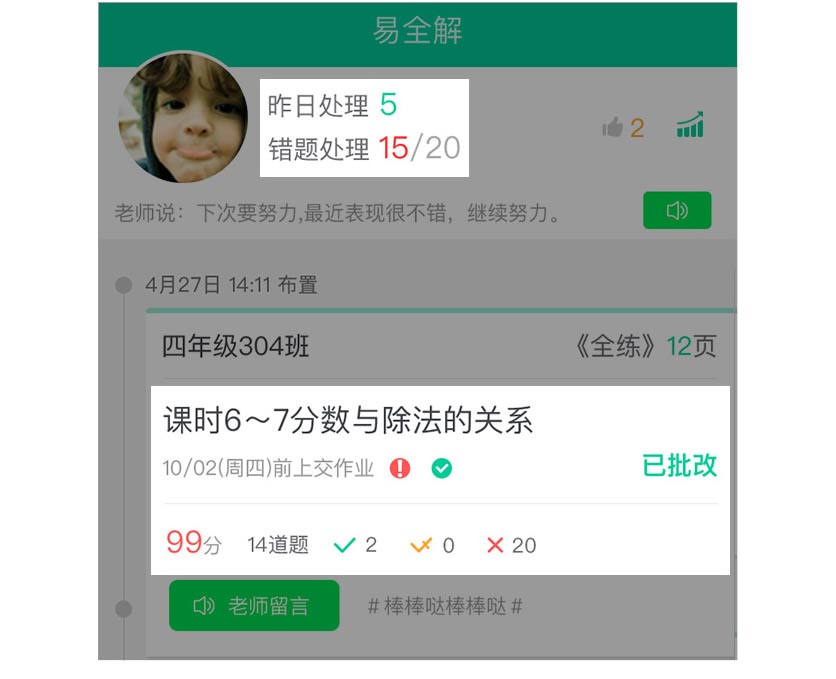 易全解
昨日处理 5
错题处理 15/20
2
老师说：下次要努力,最近表现很不错，继续努力。
4月27日 14:11 布置
四年级304班 《全练》12页
课时6～7分数与除法的关系
10/02(周四)前上交作业 已批改
99分 14道题 2 0 20
老师留言 #棒棒哒棒棒哒#